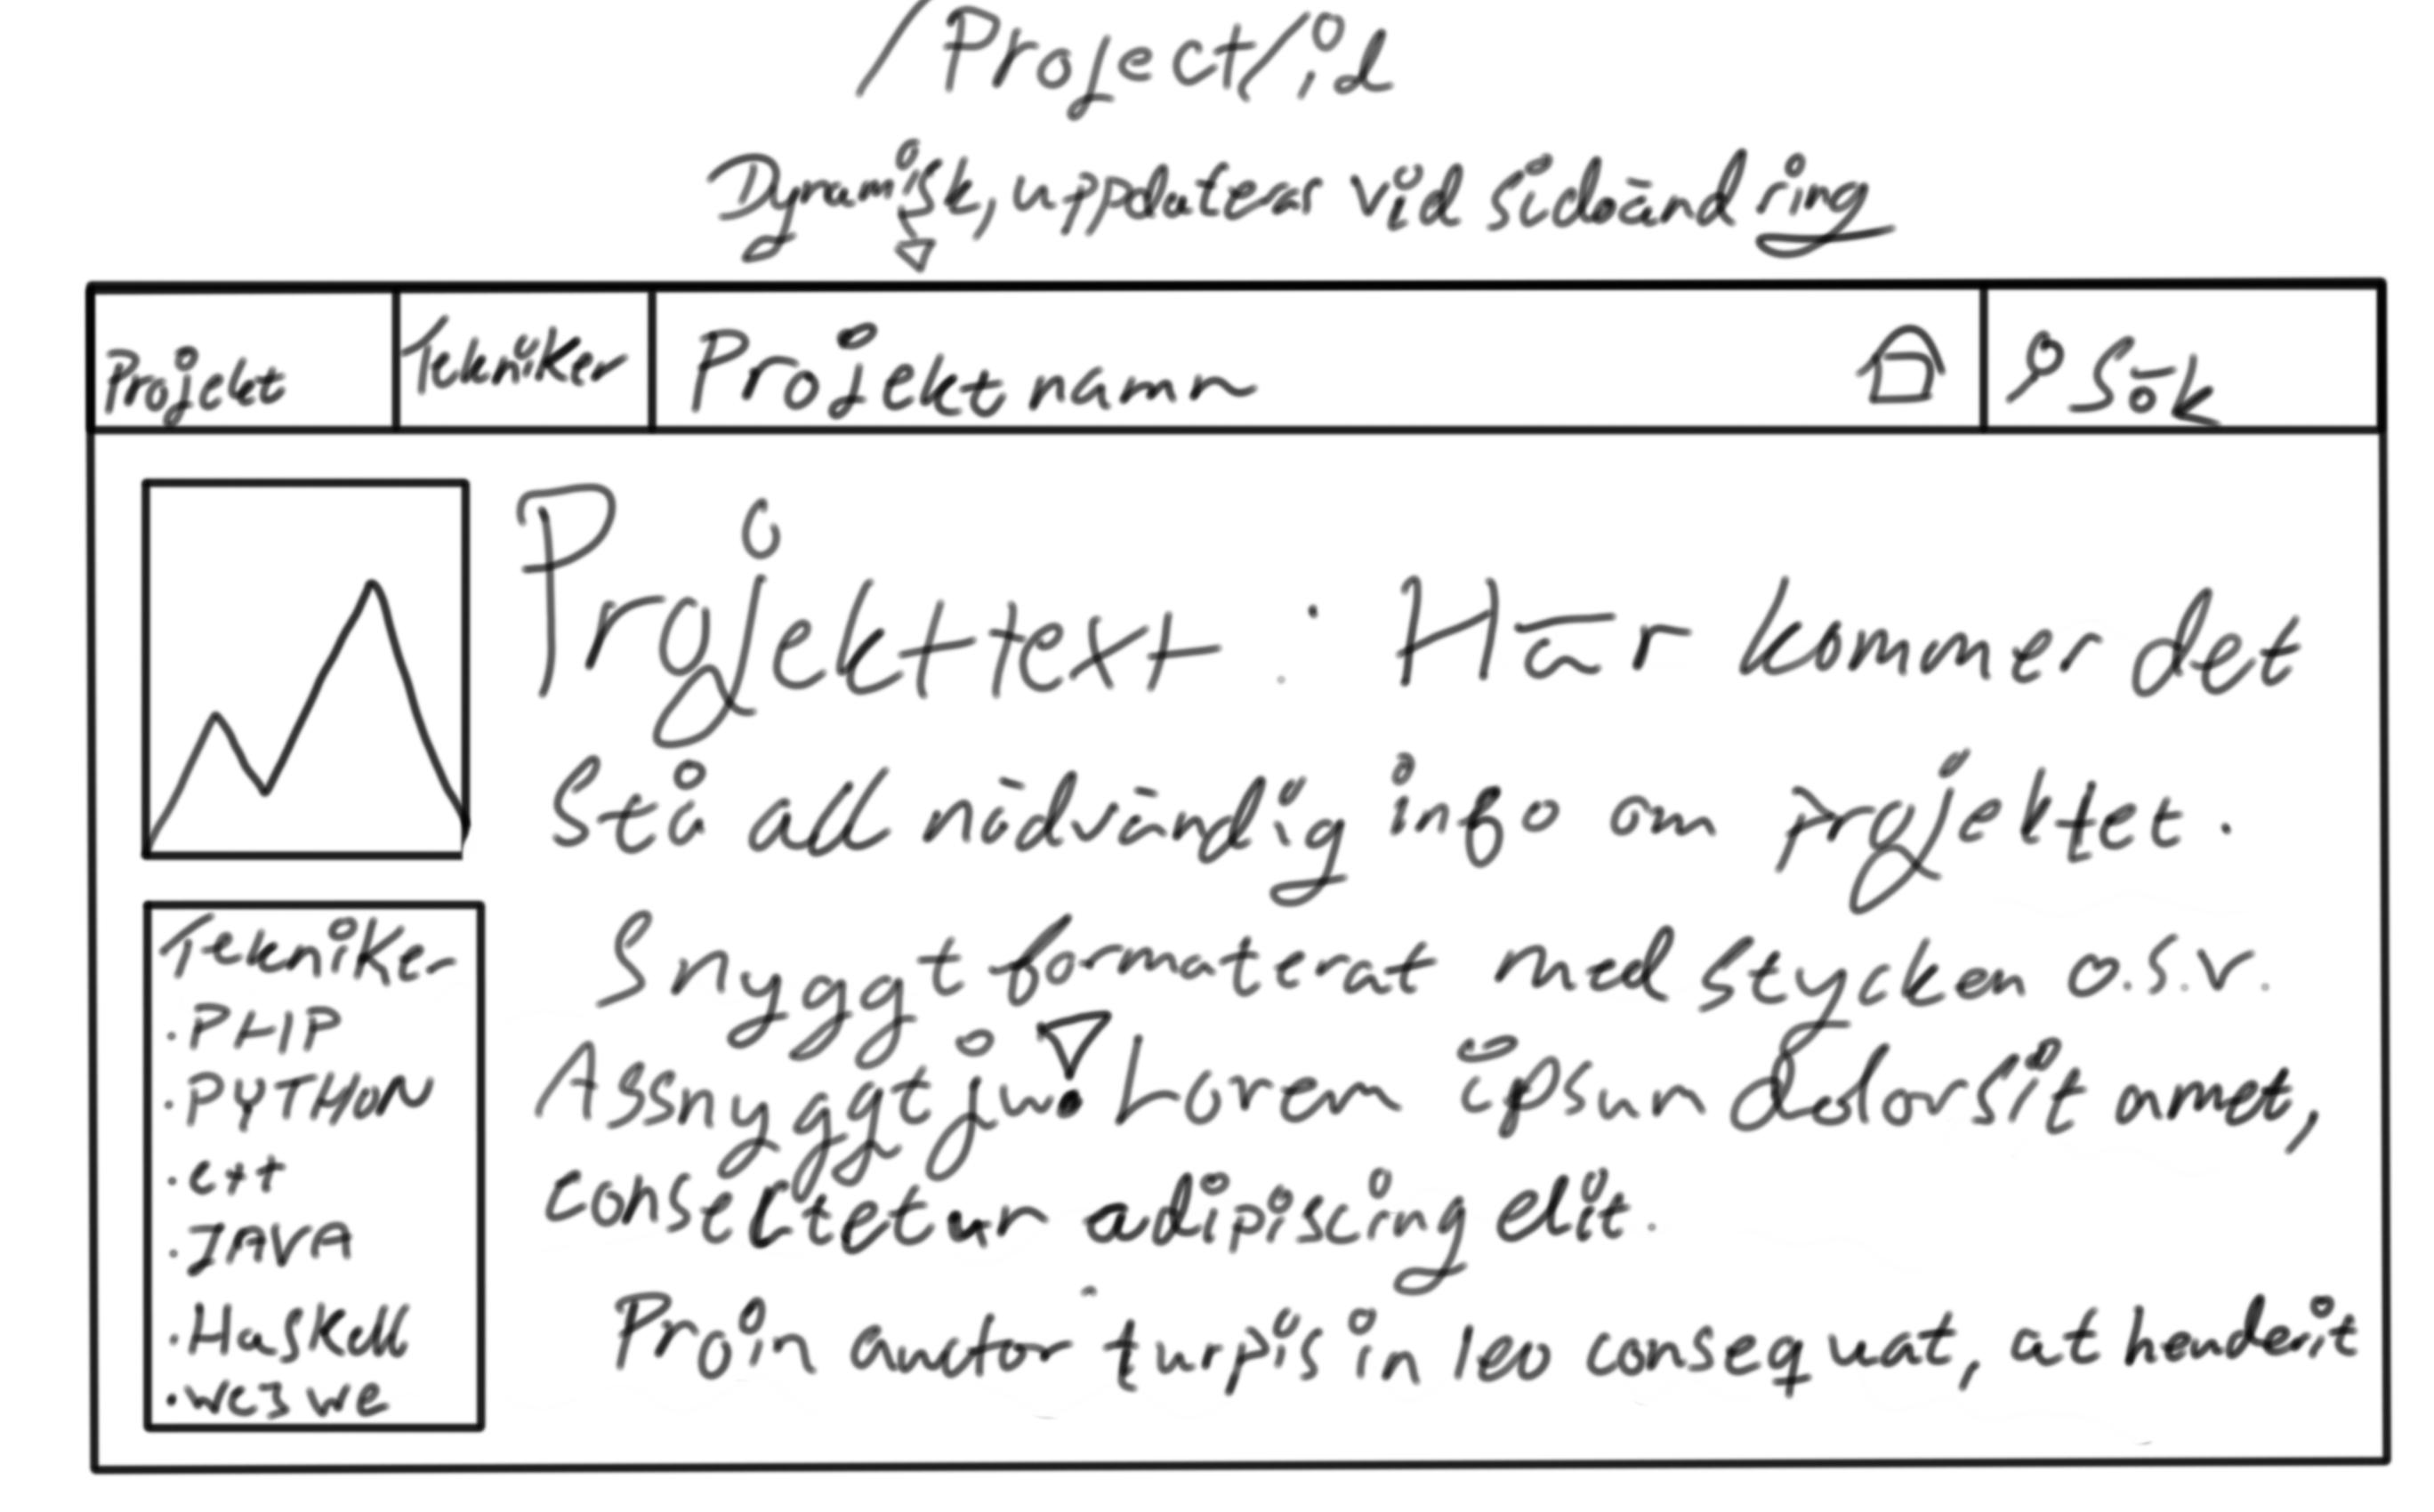 /Project/id
Dynamisk, uppdateras vid sidoändring
Projekt
Tekniker
Projektnamn
Sök
Projekttext: Här kommer det
Stå all nödvändig info om projektet.
Snyggt formaterat med stycken o.s.v.
Assnyggt ju Lorem ipsum dolor sit amet,
consectetur adipiscing elit.
Proin auctor turpis in leo consequat, at henderit
Tekniker
· PHP
· PYTHON
· c++
· JAVA
· Haskell